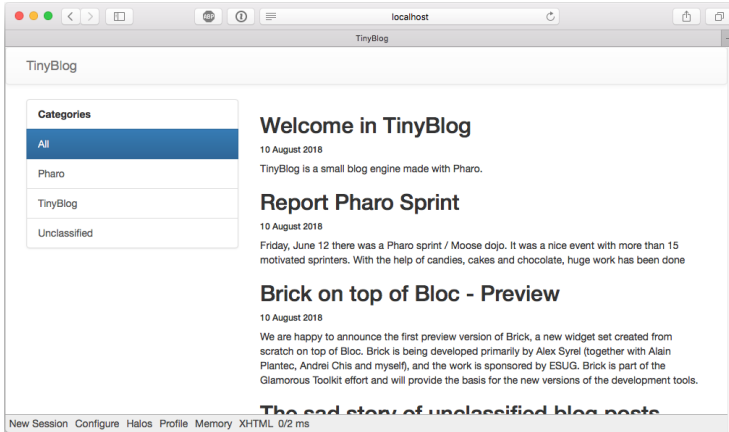 ABP
localhost
TinyBlog
TinyBlog
Categories
All
Pharo
TinyBlog
Unclassified
Welcome in TinyBlog
10 August 2018
TinyBlog is a small blog engine made with Pharo.
Report Pharo Sprint
10 August 2018
Friday, June 12 there was a Pharo sprint / Moose dojo. It was a nice event with more than 15
motivated sprinters. With the help of candies, cakes and chocolate, huge work has been done
Brick on top of Bloc - Preview
10 August 2018
We are happy to announce the first preview version of Brick, a new widget set created from
scratch on top of Bloc. Brick is being developed primarily by Alex Syrel (together with Alain
Plantec, Andrei Chis and myself), and the work is sponsored by ESUG. Brick is part of the
Glamorous Toolkit effort and will provide the basis for the new versions of the development tools.
The sad story of unclassified blog posts
New Session Configure Halos Profile Memory XHTML 0/2 ms